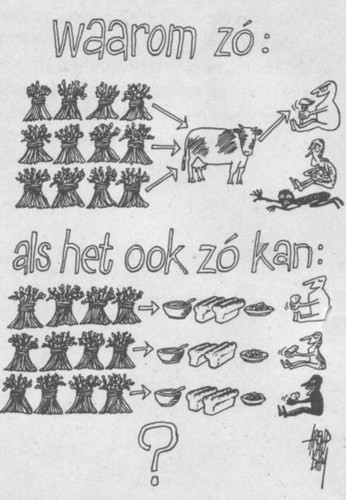 waarom zó:
als het ook zó kan:
?